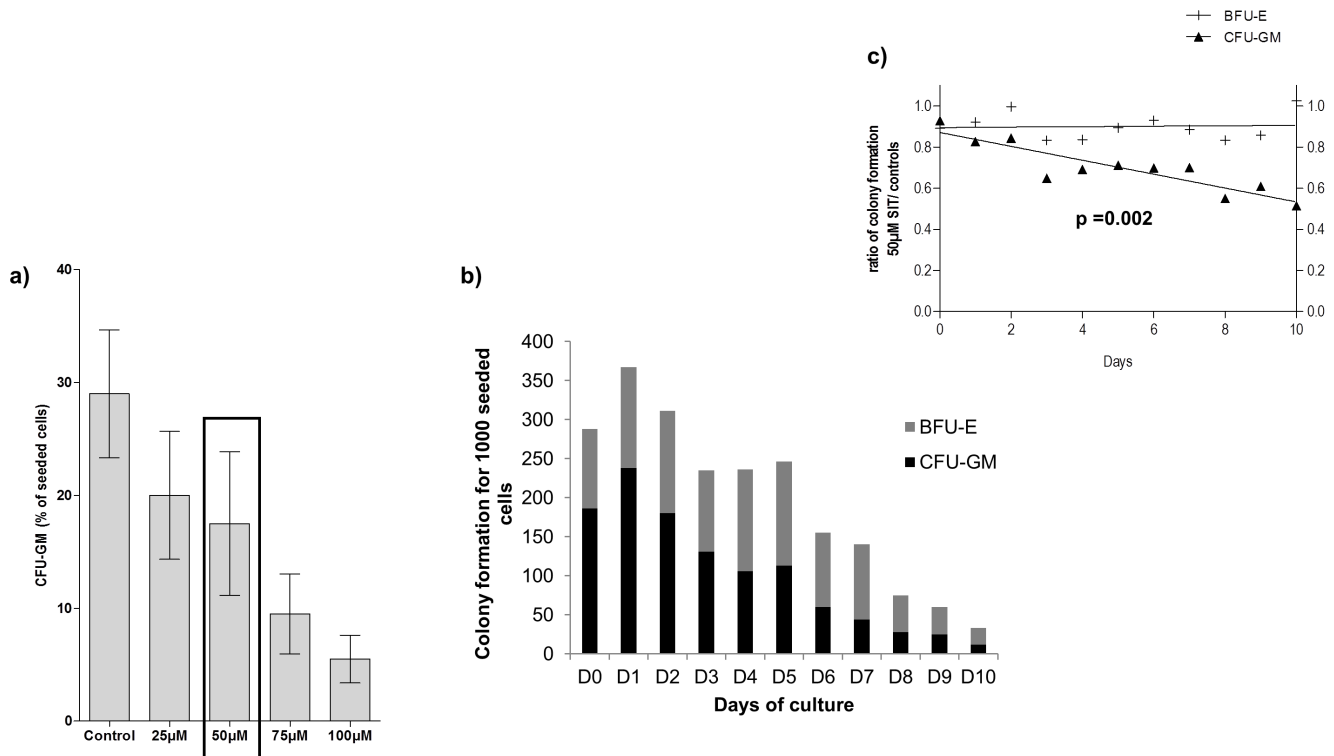 a)
CFU-GM (% of seeded cells)
40
30
20
10
0
Control 25µM 50µM 75µM 100µM
b)
Colony formation for 1000 seeded
cells
400
350
300
250
200
150
100
50
0
D0 D1 D2 D3 D4 D5 D6 D7 D8 D9 D10
Days of culture
BFU-E
CFU-GM
c)
BFU-E
CFU-GM
ratio of colony formation
50µM SIT/ controls
1.0
0.8
0.6
0.4
0.2
0.0
p =0.002
1.0
0.8
0.6
0.4
0.2
0.0
0 2 4 6 8 10
Days